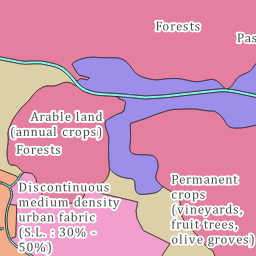 Forests
Pas
Arable land
(annual crops)
Forests
Discontinuous
medium-density
urban fabric
(S.L. : 30% -
50%)
Permanent
crops
(vineyards,
fruit trees,
olive groves)